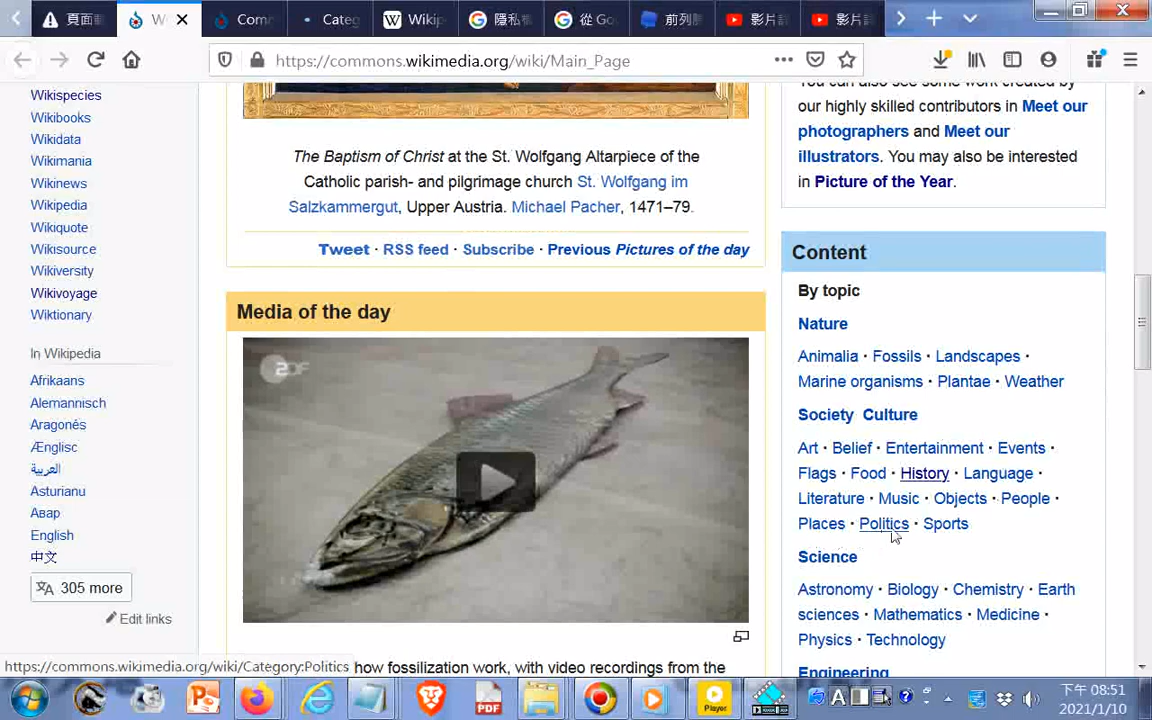 頁面
W
Com
Categ
Wikip
隱私
從 Go
前列
影片
影片
https://commons.wikimedia.org/wiki/Main_Page
Wikispecies
Wikibooks
Wikidata
Wikimania
Wikinews
Wikipedia
Wikiquote
Wikisource
Wikiversity
Wikivoyage
Wiktionary
In Wikipedia
Afrikaans
Alemannisch
Aragonés
Ænglisc
العربية
Asturianu
Авар
English
中文
305 more
Edit links
The Baptism of Christ at the St. Wolfgang Altarpiece of the
Catholic parish- and pilgrimage church St. Wolfgang im
Salzkammergut, Upper Austria. Michael Pacher, 1471–79.
Tweet · RSS feed · Subscribe · Previous Pictures of the day
Media of the day
ZDF
how fossilization work, with video recordings from the
You can also see some work created by
our highly skilled contributors in Meet our
photographers and Meet our
illustrators. You may also be interested
in Picture of the Year.
Content
By topic
Nature
Animalia · Fossils · Landscapes ·
Marine organisms · Plantae · Weather
Society Culture
Art · Belief · Entertainment · Events ·
Flags · Food · History · Language ·
Literature · Music · Objects · People ·
Places · Politics · Sports
Science
Astronomy · Biology · Chemistry · Earth
sciences · Mathematics · Medicine ·
Physics · Technology
Engineering
https://commons.wikimedia.org/wiki/Category:Politics
PDF
Player
A
下午 08:51
2021/1/10